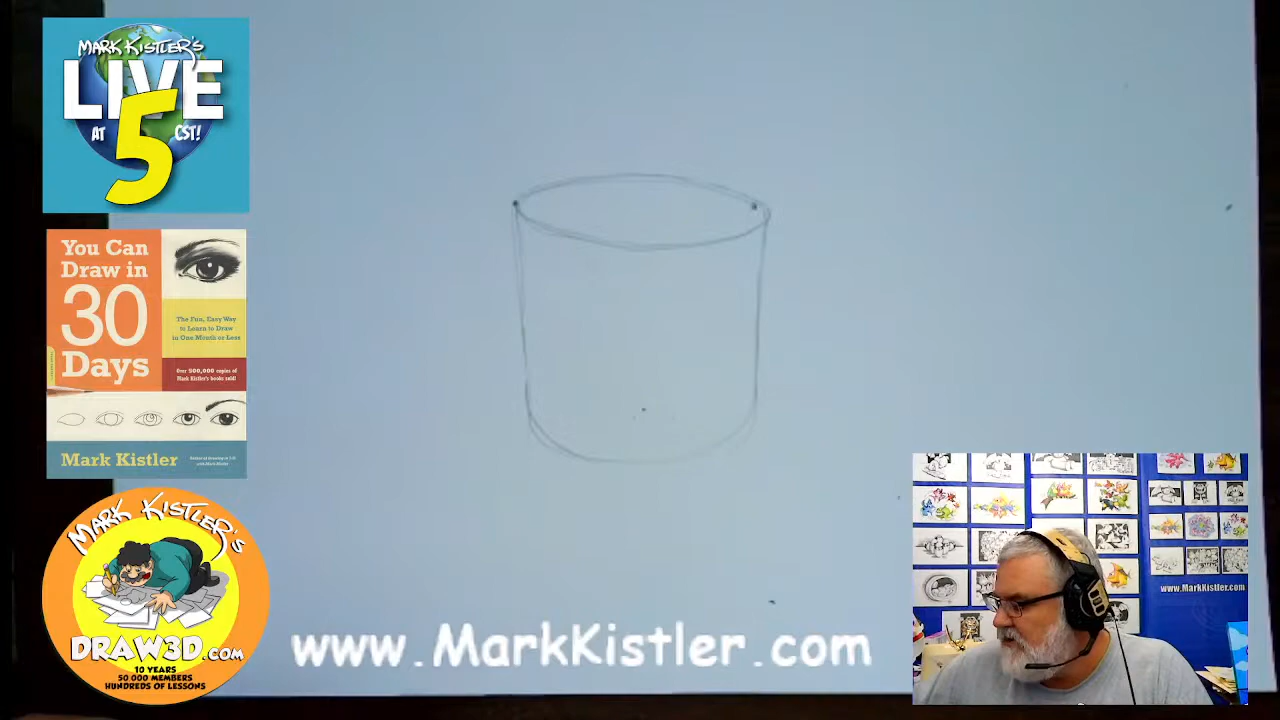 MARK KISTLER'S
LIVE
AT 5 CST!
You Can
Draw in
30
Days
The Fun, Easy Way
to Learn to Draw
in One Month or Less
Over 500,000 copies of
Mark Kistler's books sold!
Mark Kistler
MARK KISTLER'S
DRAW3D.COM
10 YEARS
50 000 MEMBERS
HUNDREDS OF LESSONS
www.MarkKistler.com
www.MarkKistler.com